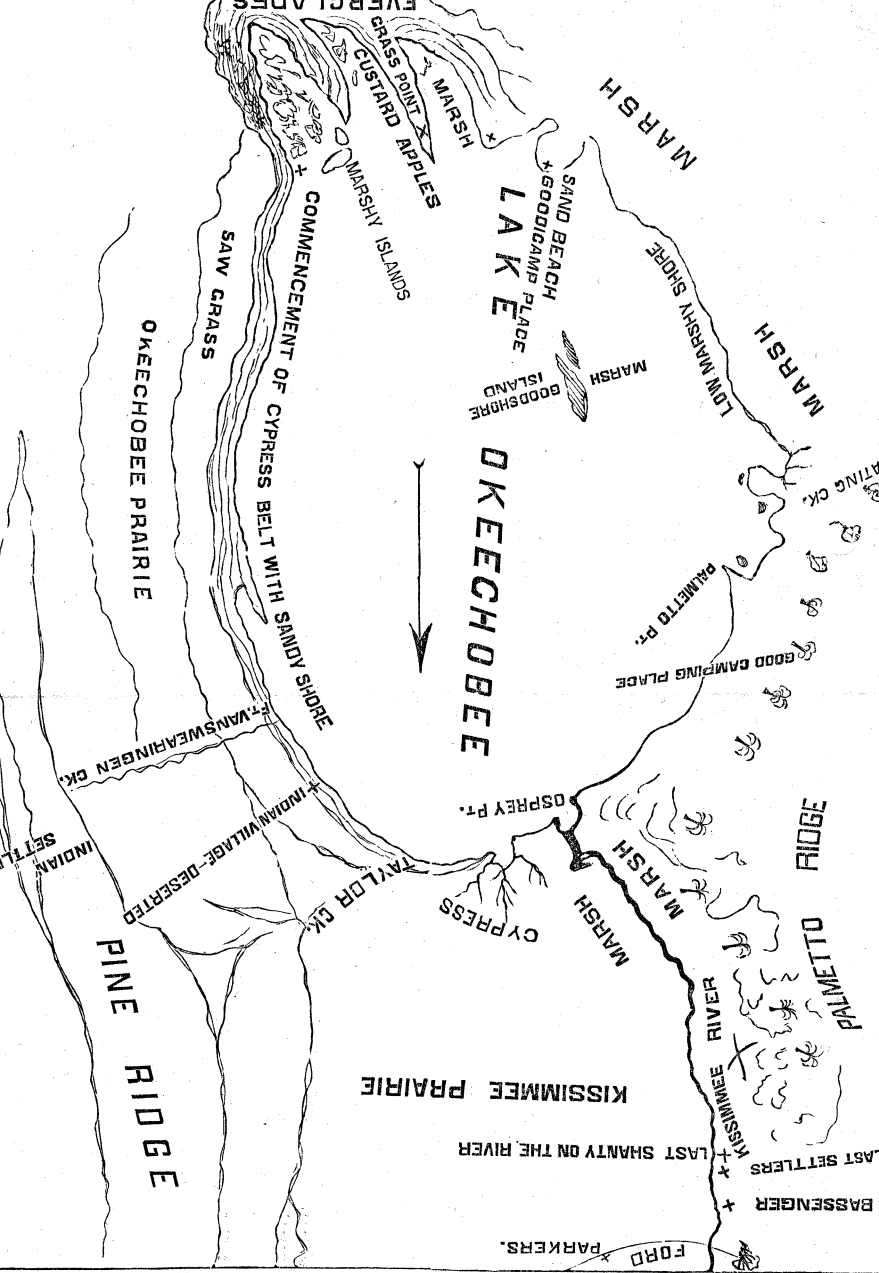 EVERGLADES
GRASS POINT
CUSTARD APPLES
MARSH
MARSH
MARSHY ISLANDS
SAND BEACH
GOOD CAMP PLACE
LAKE
OKEECHOBEE
COMMENCEMENT OF CYPRESS BELT WITH SANDY SHORE
SAW GRASS
OKEECHOBEE PRAIRIE
LOW MARSHY SHORE
MARSH
MARSH
GOODSHORE
ISLAND
ATING CK.
PALMETTO PT.
GOOD CAMPING PLACE
FT. VANSWEARINGEN CK.
INDIAN
SETTLE
INDIAN VILLAGE-DESERTED
OSPREY PT.
TAYLOR CK.
CYPRESS
MARSH
MARSH
PALMETTO RIDGE
PINE RIDGE
KISSIMMEE RIVER
KISSIMMEE PRAIRIE
LAST SHANTY ON THE RIVER
LAST SETTLERS
BASSENGER
PARKERS.
FORD